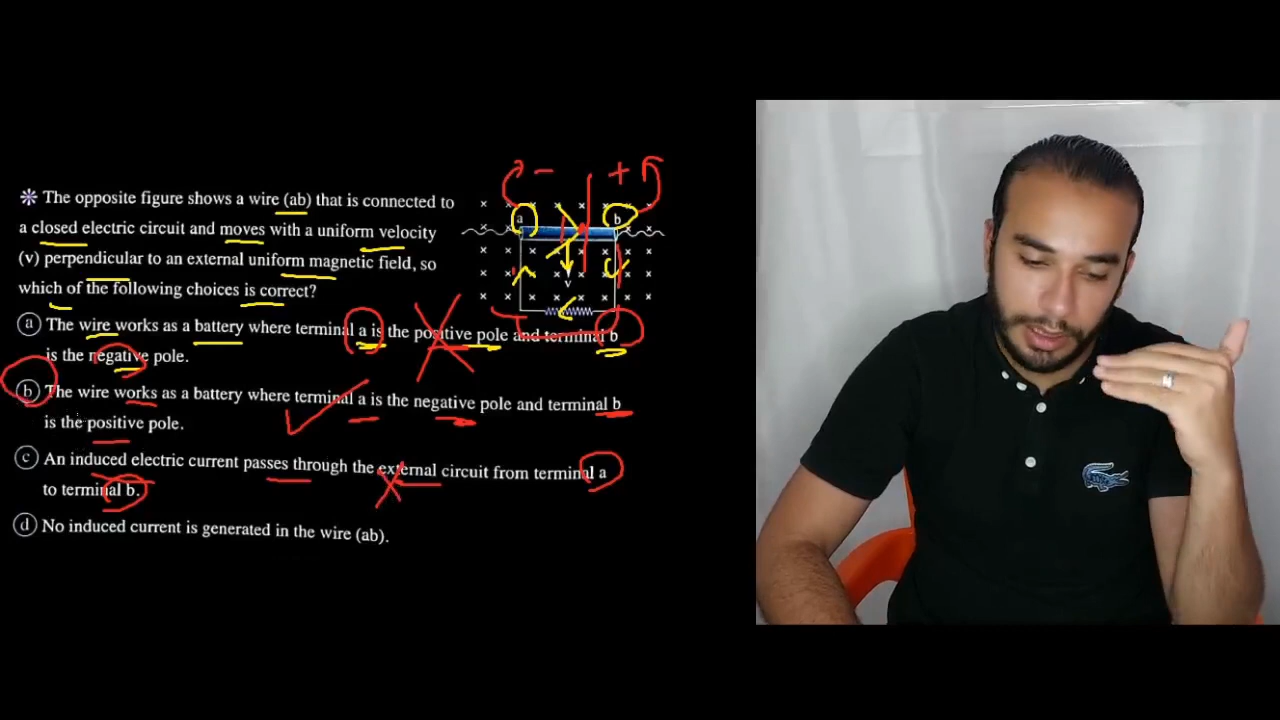 The opposite figure shows a wire (ab) that is connected to
a closed electric circuit and moves with a uniform velocity
(v) perpendicular to an external uniform magnetic field, so
which of the following choices is correct?
a The wire works as a battery where terminal a is the positive pole and terminal b
is the negative pole.
b The wire works as a battery where terminal a is the negative pole and terminal b
is the positive pole.
c An induced electric current passes through the external circuit from terminal a
to terminal b.
d No induced current is generated in the wire (ab).
- +
a b
I
v
I